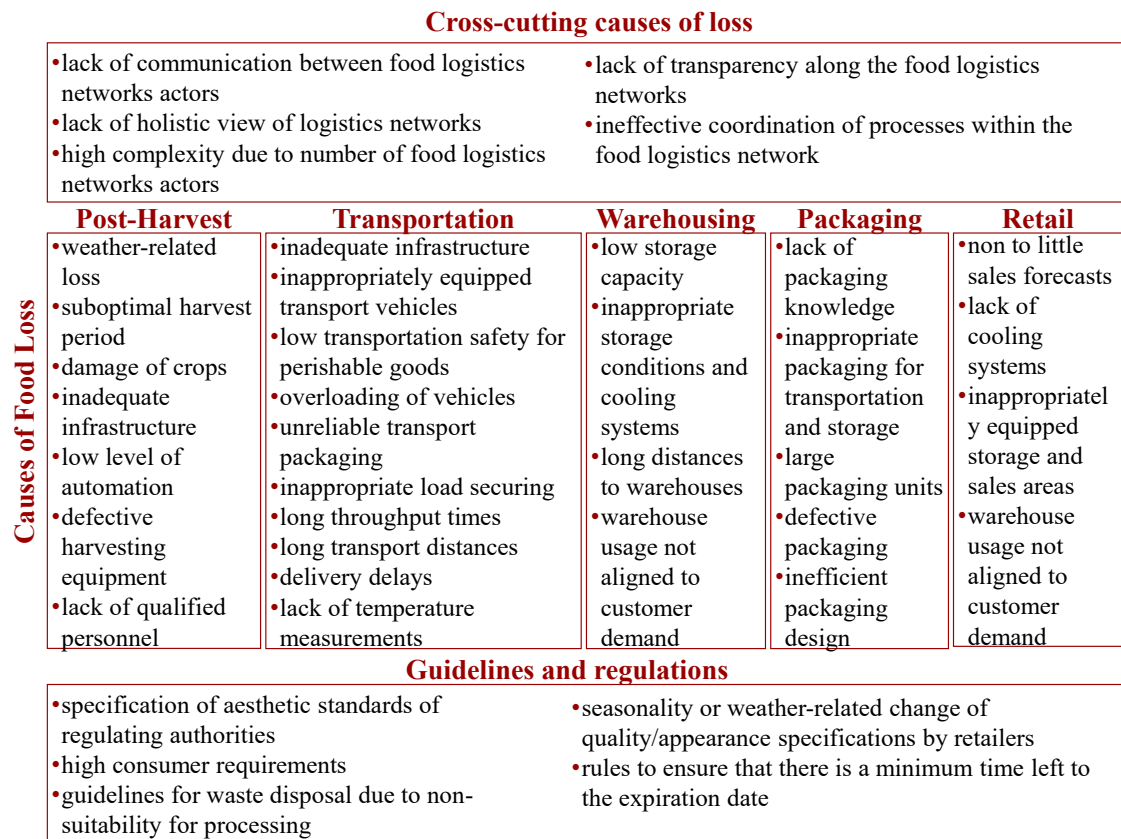 Cross-cutting causes of loss
•lack of communication between food logistics
networks actors
•lack of holistic view of logistics networks
•high complexity due to number of food logistics
networks actors
•lack of transparency along the food logistics
networks
•ineffective coordination of processes within the
food logistics network
Causes of Food Loss
Post-Harvest
•weather-related
loss
•suboptimal harvest
period
•damage of crops
•inadequate
infrastructure
•low level of
automation
•defective
harvesting
equipment
•lack of qualified
personnel
Transportation
•inadequate infrastructure
•inappropriately equipped
transport vehicles
•low transportation safety for
perishable goods
•overloading of vehicles
•unreliable transport
packaging
•inappropriate load securing
•long throughput times
•long transport distances
•delivery delays
•lack of temperature
measurements
Warehousing
•low storage
capacity
•inappropriate
storage
conditions and
cooling
systems
•long distances
to warehouses
•warehouse
usage not
aligned to
customer
demand
Packaging
•lack of
packaging
knowledge
•inappropriate
packaging for
transportation
and storage
•large
packaging units
•defective
packaging
•inefficient
packaging
design
Retail
•non to little
sales forecasts
•lack of
cooling
systems
•inappropriatel
y equipped
storage and
sales areas
•warehouse
usage not
aligned to
customer
demand
Guidelines and regulations
•specification of aesthetic standards of
regulating authorities
•high consumer requirements
•guidelines for waste disposal due to non-
suitability for processing
•seasonality or weather-related change of
quality/appearance specifications by retailers
•rules to ensure that there is a minimum time left to
the expiration date